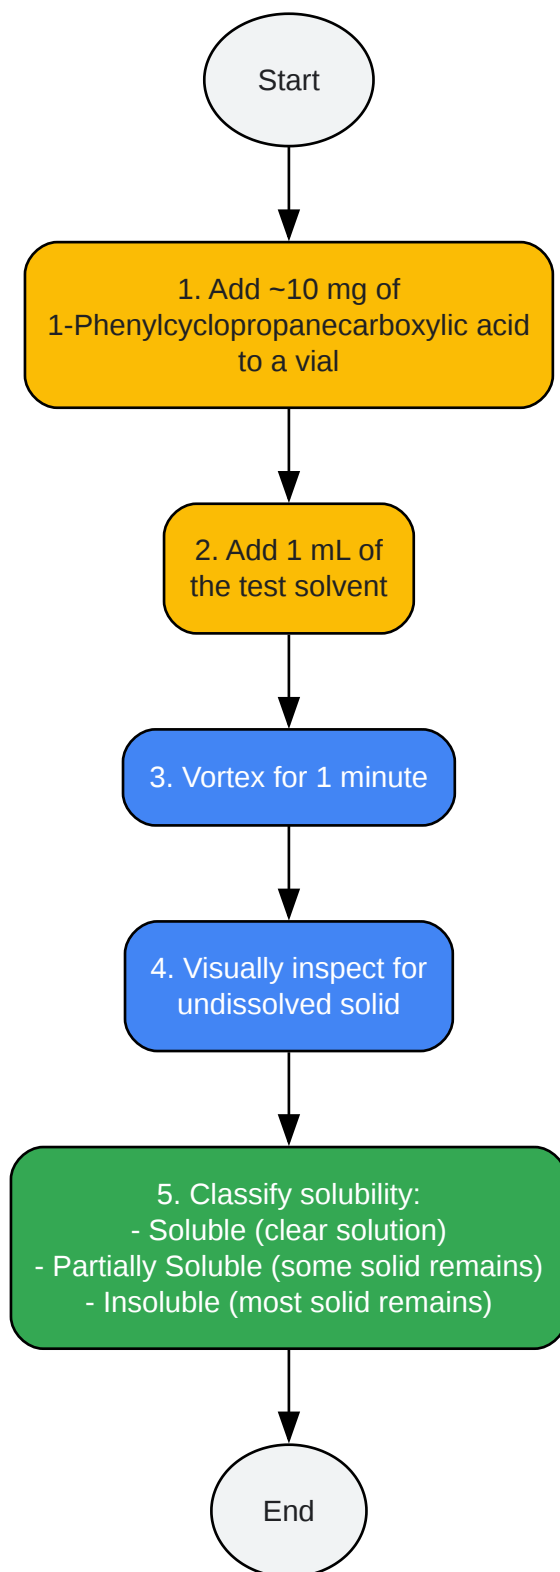 Start
1. Add ~10 mg of
1-Phenylcyclopropanecarboxylic acid
to a vial
2. Add 1 mL of
the test solvent
3. Vortex for 1 minute
4. Visually inspect for
undissolved solid
5. Classify solubility:
- Soluble (clear solution)
- Partially Soluble (some solid remains)
- Insoluble (most solid remains)
End